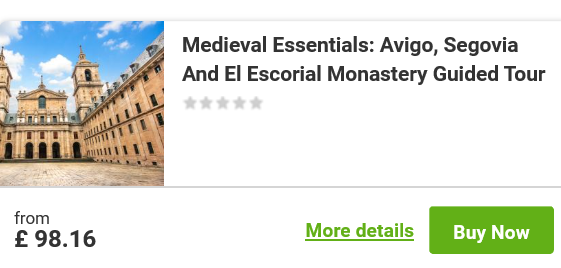 Medieval Essentials: Avigo, Segovia
And El Escorial Monastery Guided Tour
from
£ 98.16
More details
Buy Now